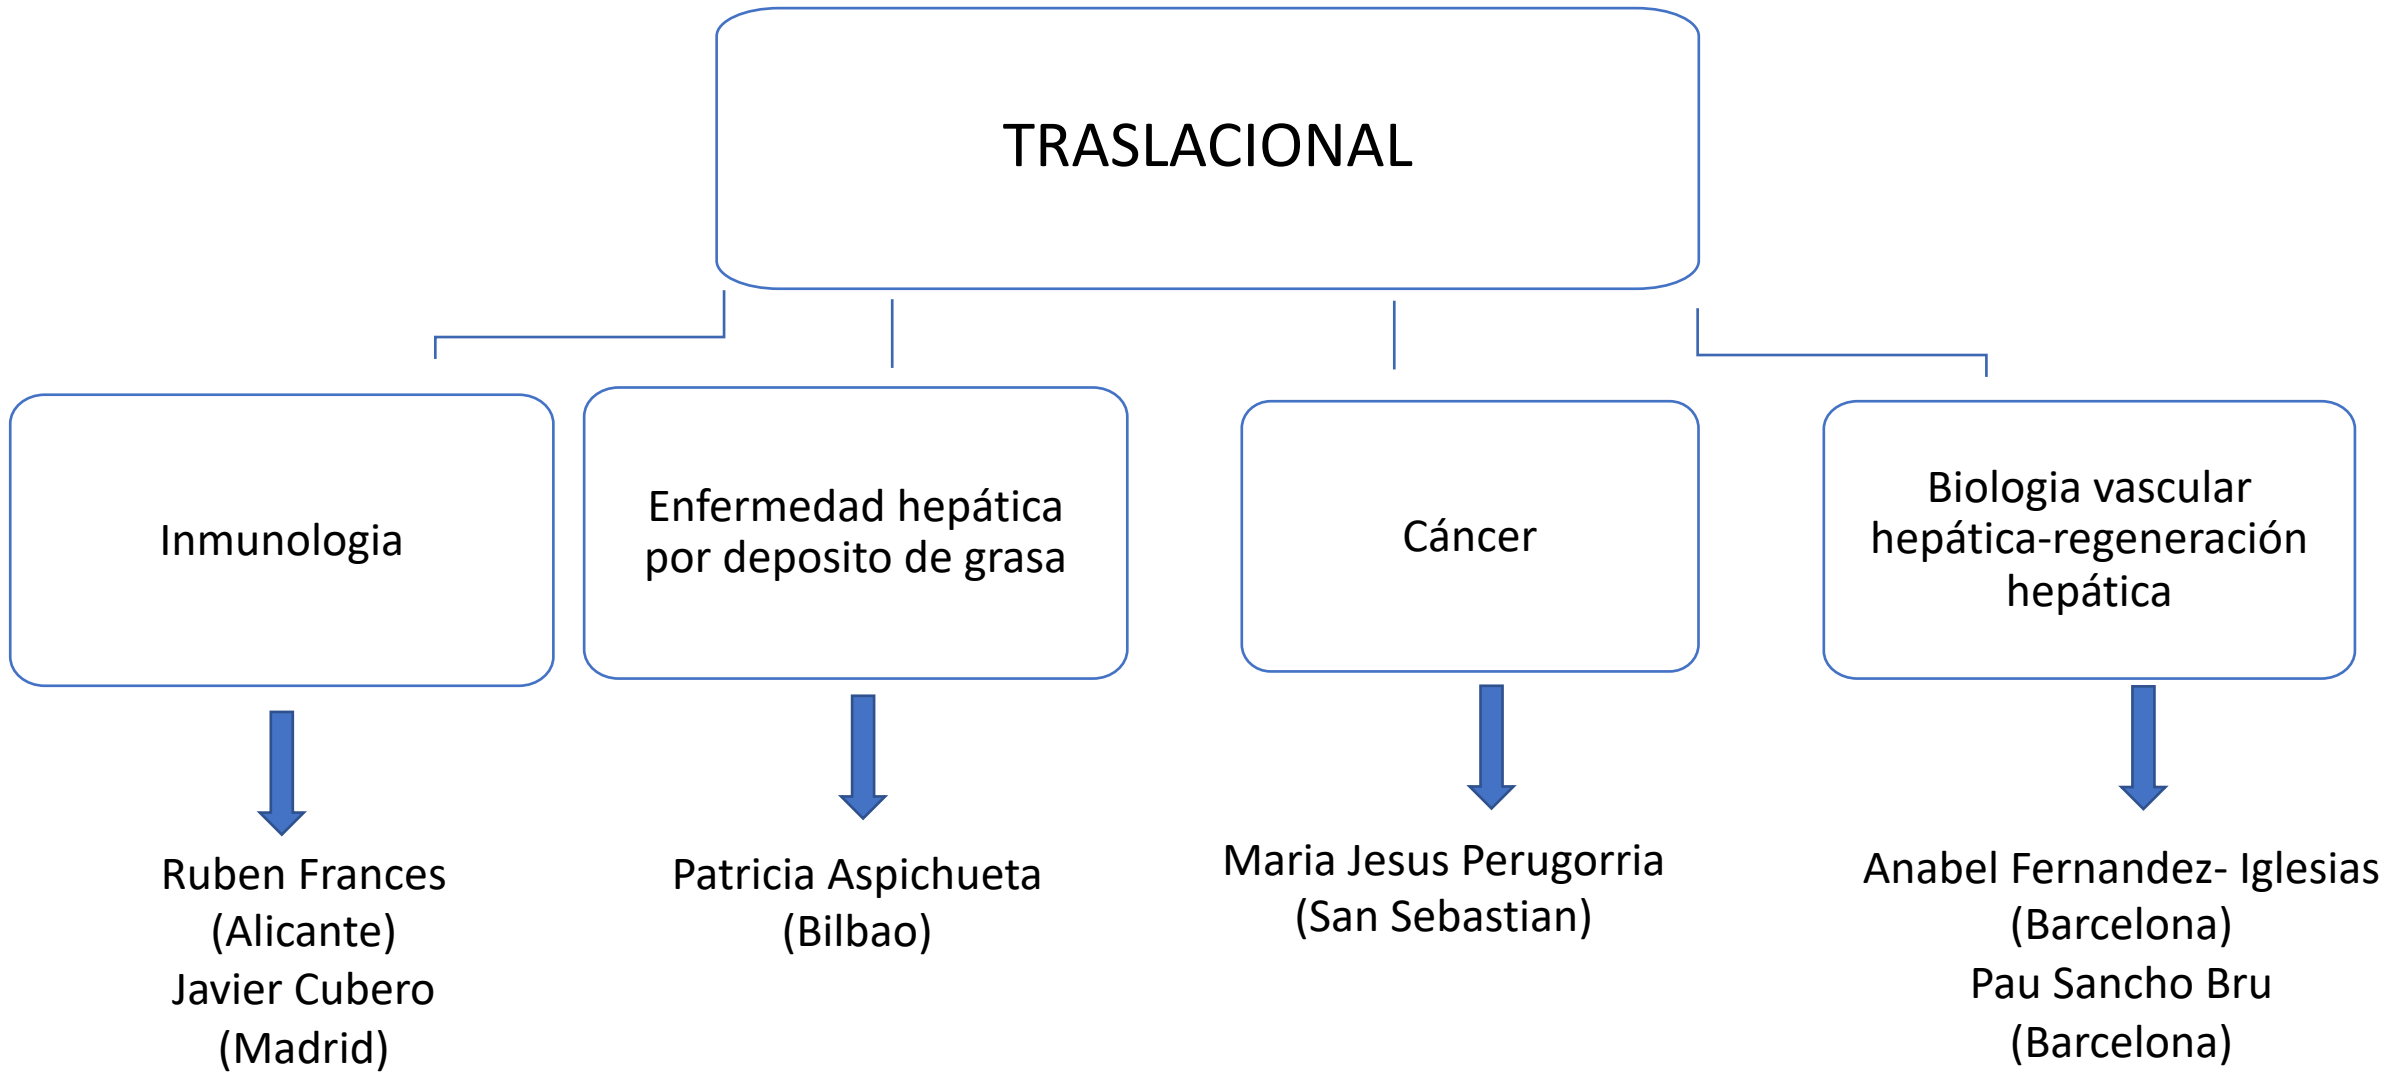 TRASLACIONAL
Inmunologia
Enfermedad hepática
por deposito de grasa
Cáncer
Biologia vascular
hepática-regeneración
hepática
Ruben Frances
(Alicante)
Javier Cubero
(Madrid)
Patricia Aspichueta
(Bilbao)
Maria Jesus Perugorria
(San Sebastian)
Anabel Fernandez- Iglesias
(Barcelona)
Pau Sancho Bru
(Barcelona)